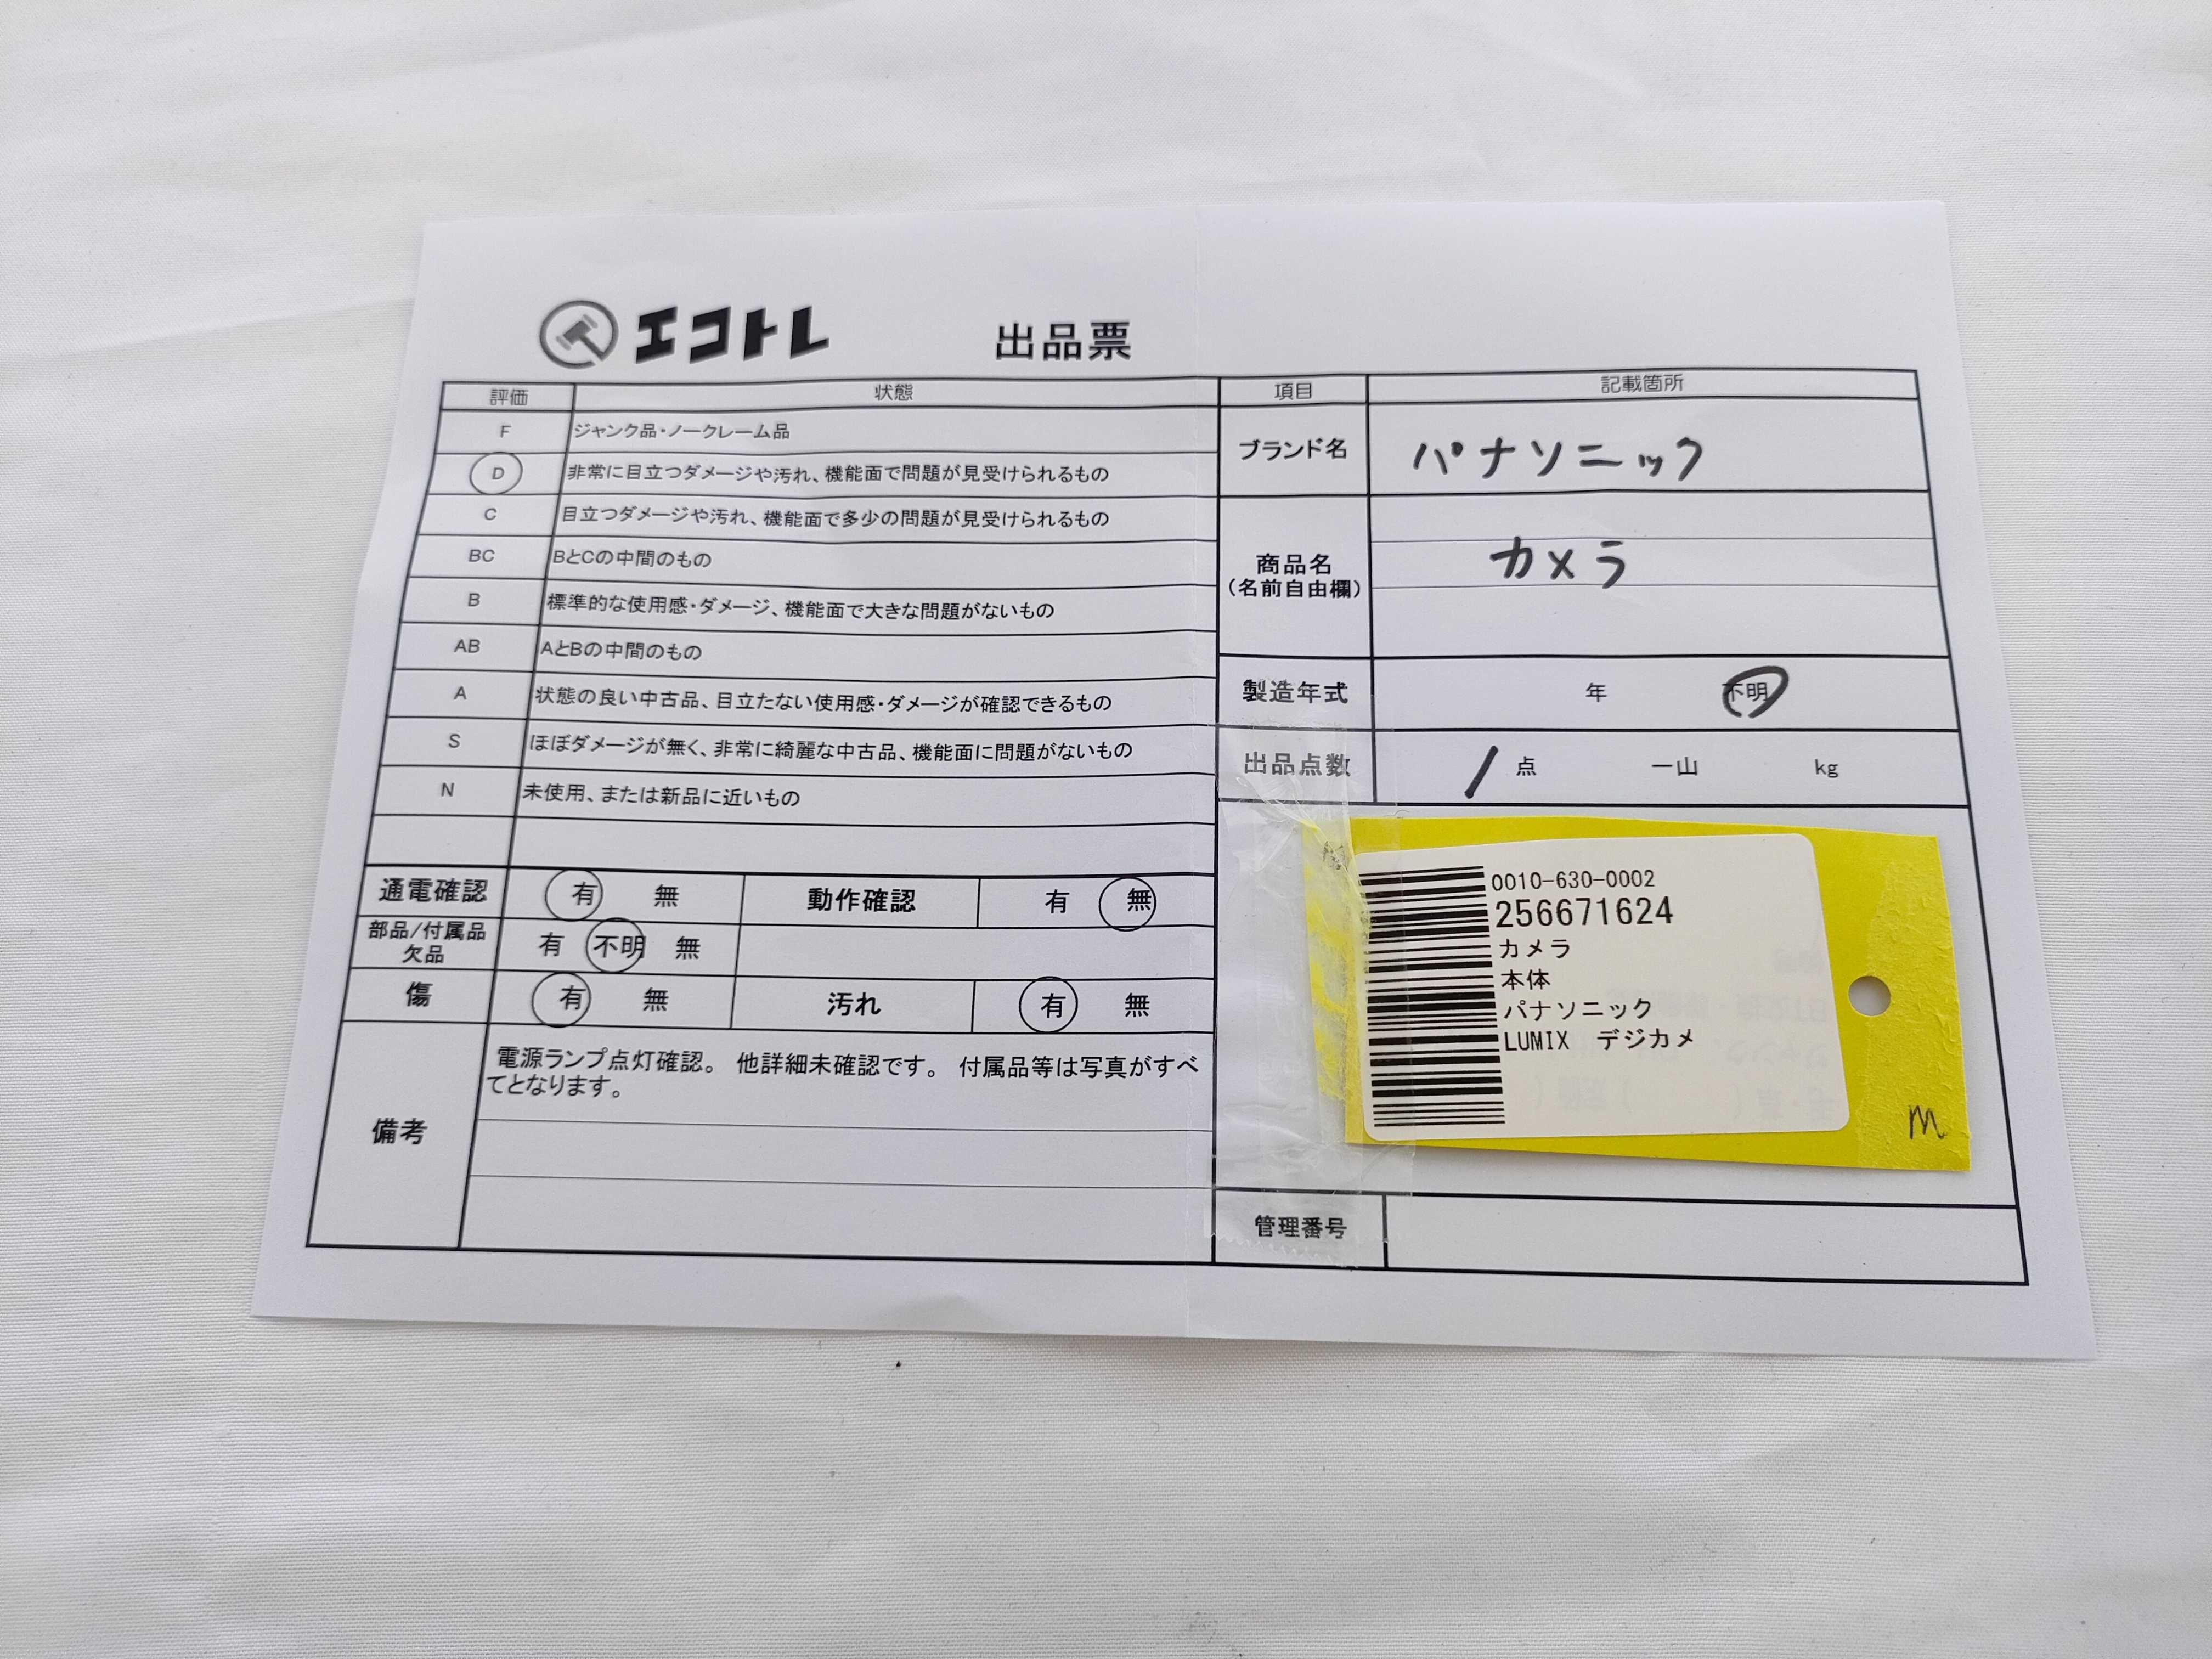 エコトレ 出品票
評価 状態
F ジャンク品・ノークレーム品
D 非常に目立つダメージや汚れ、機能面で問題が見受けられるもの
C 目立つダメージや汚れ、機能面で多少の問題が見受けられるもの
BC BとCの中間のもの
B 標準的な使用感・ダメージ、機能面で大きな問題がないもの
AB AとBの中間のもの
A 状態の良い中古品、目立たない使用感・ダメージが確認できるもの
S ほぼダメージが無く、非常に綺麗な中古品、機能面に問題がないもの
N 未使用、または新品に近いもの
通電確認 有 無 動作確認 有 無
部品/付属品
欠品
有 不明 無
傷 有 無 汚れ 有 無
備考
電源ランプ点灯確認。 他詳細未確認です。 付属品等は写真がすべ
てとなります。
項目 記載箇所
ブランド名 パナソニック
商品名
(名前自由欄)
カメラ
製造年式 年 不明
出品点数 1 点 一山 kg
0010-630-0002
256671624
カメラ
本体
パナソニック
LUMIX デジカメ
M
管理番号